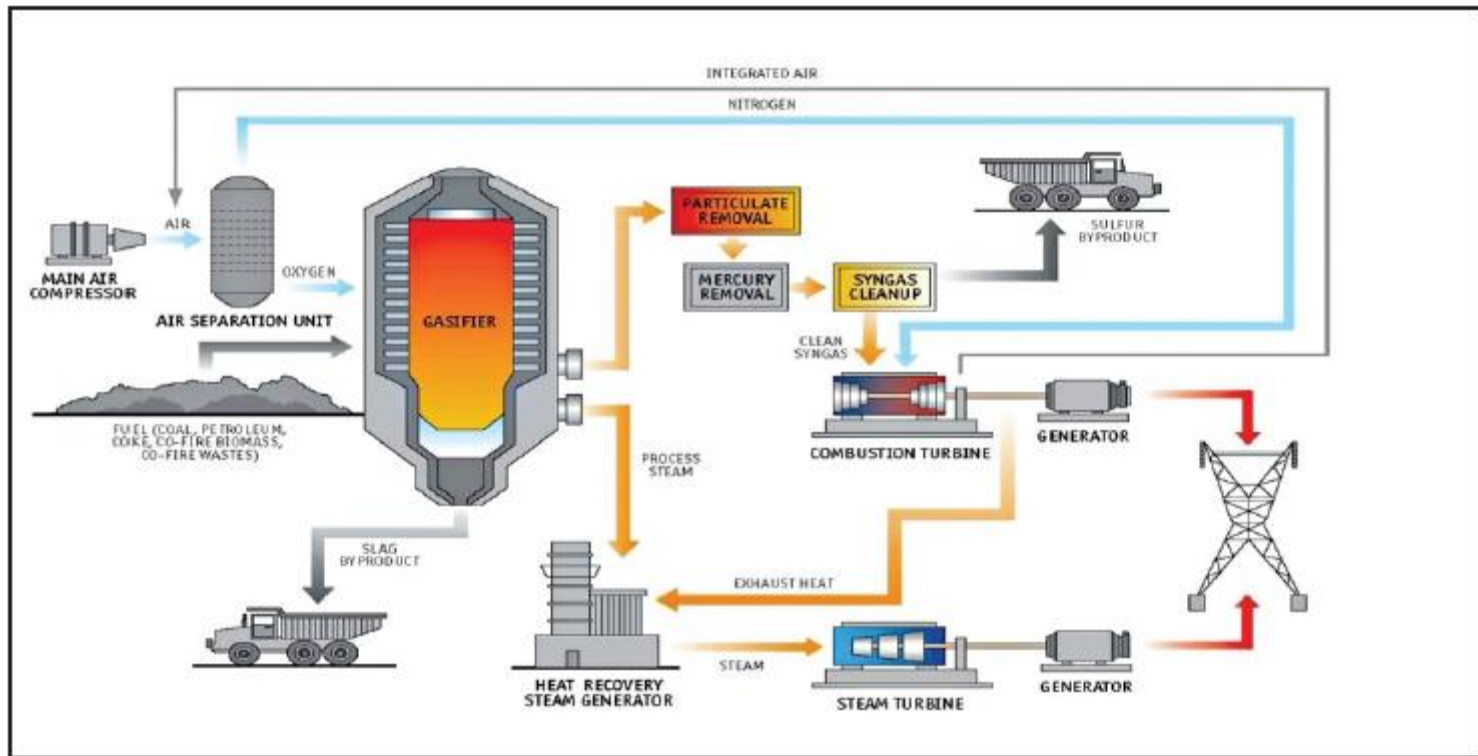 INTEGRATED AIR
NITROGEN
AIR
MAIN AIR
COMPRESSOR
OXYGEN
AIR SEPARATION UNIT
GASIFIER
PARTICULATE
REMOVAL
MERCURY
REMOVAL
SYNGAS
CLEANUP
SULFUR
BYPRODUCT
CLEAN
SYNGAS
FUEL (COAL, PETROLEUM,
COKE, CO-FIRE BIOMASS,
CO-FIRE WASTES)
COMBUSTION TURBINE
GENERATOR
PROCESS
STEAM
SLAG
BYPRODUCT
EXHAUST HEAT
HEAT RECOVERY
STEAM GENERATOR
STEAM
STEAM TURBINE
GENERATOR